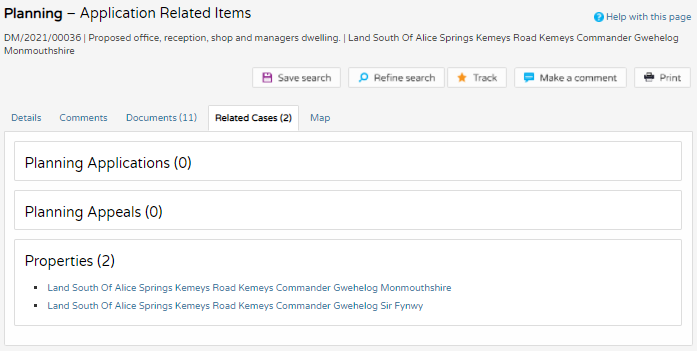 Planning – Application Related Items
Help with this page
DM/2021/00036 | Proposed office, reception, shop and managers dwelling. | Land South Of Alice Springs Kemeys Road Kemeys Commander Gwehelog
Monmouthshire
Save search
Refine search
Track
Make a comment
Print
Details
Comments
Documents (11)
Related Cases (2)
Map
Planning Applications (0)
Planning Appeals (0)
Properties (2)
Land South Of Alice Springs Kemeys Road Kemeys Commander Gwehelog Monmouthshire
Land South Of Alice Springs Kemeys Road Kemeys Commander Gwehelog Sir Fynwy